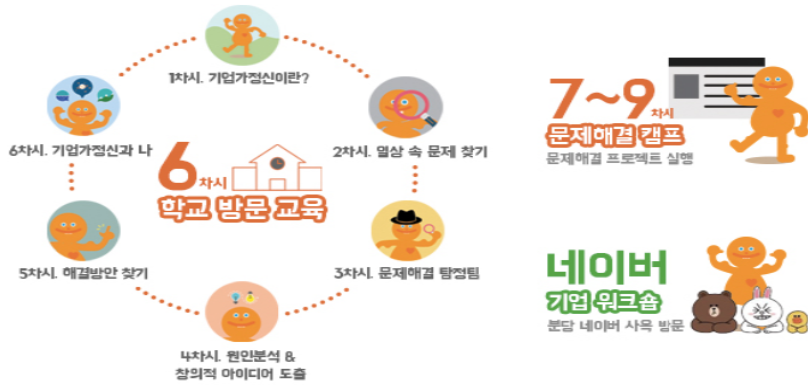 1차시. 기업가정신이란?
2차시. 일상 속 문제 찾기
3차시. 문제해결 탐정팀
4차시. 원인분석 &
창의적 아이디어 도출
5차시. 해결방안 찾기
6차시. 기업가정신과 나
6차시
학교 방문 교육
7~9차시
문제해결 캠프
문제해결 프로젝트 실행
네이버
기업 워크숍
분당 네이버 사옥 방문